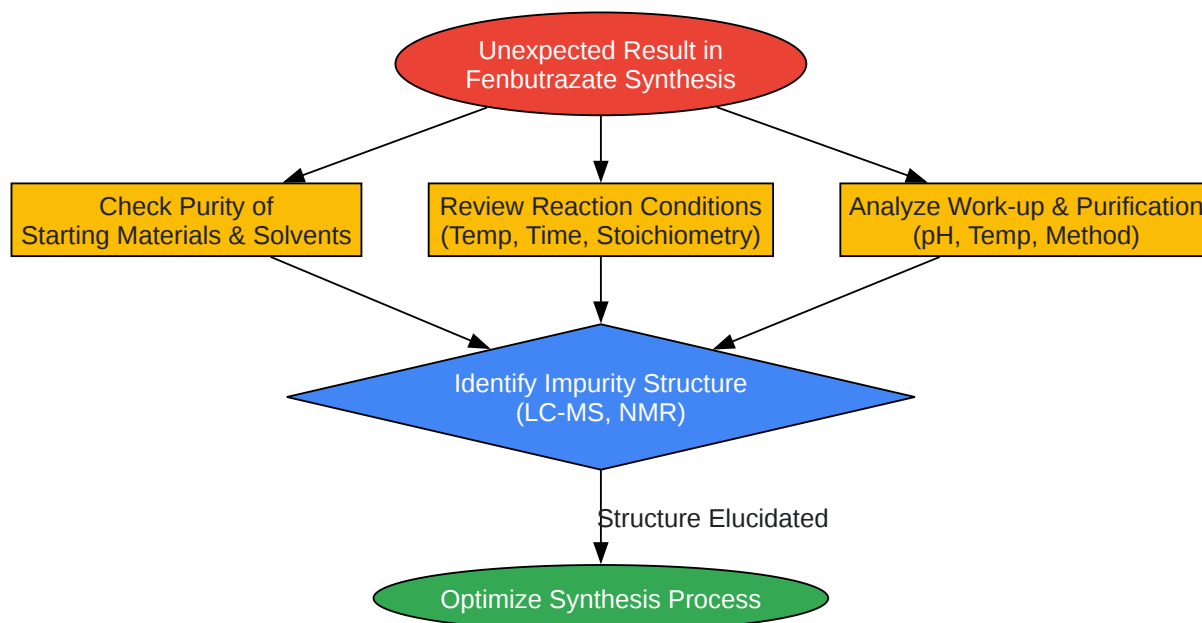 Unexpected Result in
Fenbutrazate Synthesis
Check Purity of
Starting Materials & Solvents
Review Reaction Conditions
(Temp, Time, Stoichiometry)
Analyze Work-up & Purification
(pH, Temp, Method)
Identify Impurity Structure
(LC-MS, NMR)
Structure Elucidated
Optimize Synthesis Process